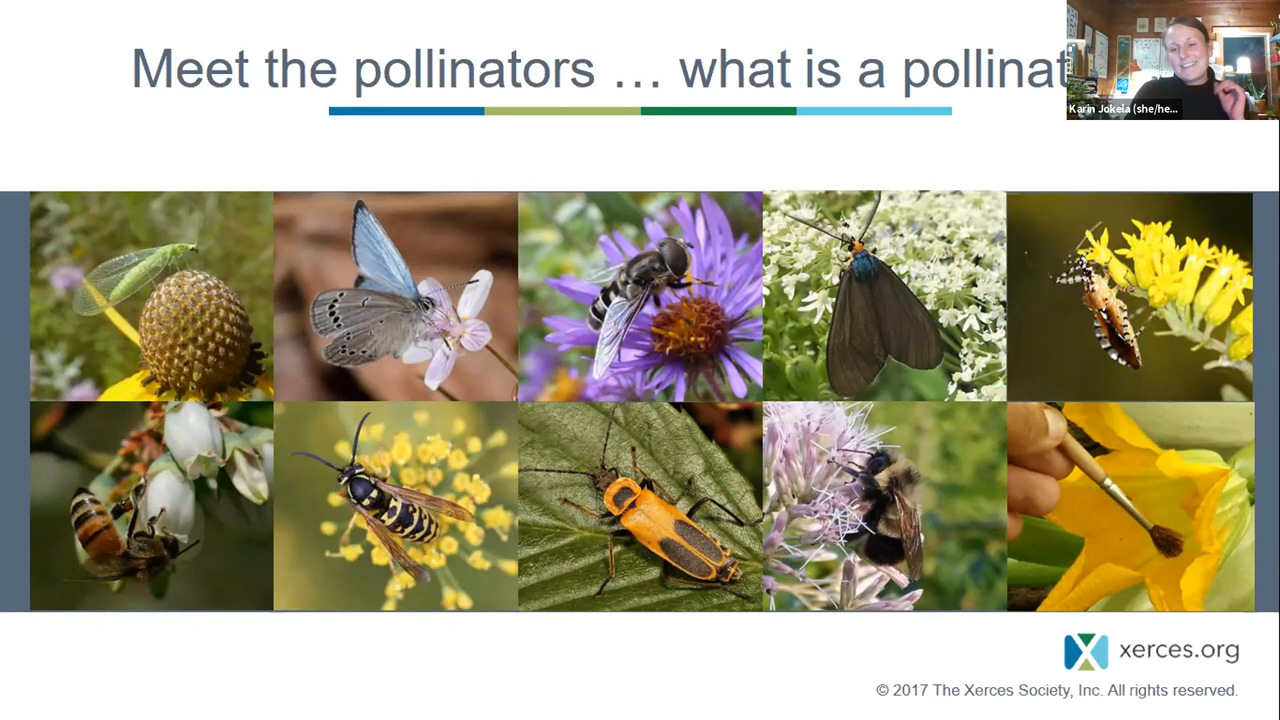 Meet the pollinators … what is a pollinat
Karin Jokela (she/he...
xerces.org
© 2017 The Xerces Society, Inc. All rights reserved.